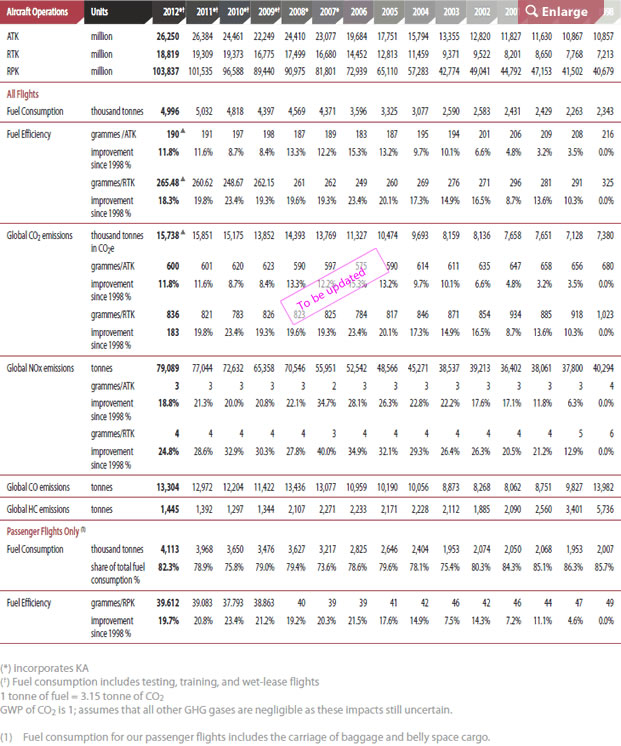 Aircraft Operations Units 2012*† 2011*† 2010*† 2009*† 2008* 2007* 2006 2005 2004 2003 2002 Enlarge 98
ATK million 26,250 26,384 24,461 22,249 24,410 23,077 19,684 17,751 15,794 13,355 12,820 11,827 11,630 10,867 10,857
RTK million 18,819 19,309 19,373 16,775 17,499 16,680 14,452 12,813 11,459 9,371 9,522 8,201 8,650 7,768 7,213
RPK million 103,837 101,535 96,588 89,440 90,975 81,801 72,939 65,110 57,283 42,774 49,041 44,792 47,153 41,502 40,679
All Flights
Fuel Consumption thousand tonnes 4,996 5,032 4,818 4,397 4,569 4,371 3,596 3,325 3,077 2,590 2,583 2,431 2,429 2,263 2,343
Fuel Efficiency grammes /ATK 190▲ 191 197 198 187 189 183 187 195 194 201 206 209 208 216
improvement
since 1998 % 11.8% 11.6% 8.7% 8.4% 13.3% 12.2% 15.3% 13.2% 9.7% 10.1% 6.6% 4.8% 3.2% 3.5% 0.0%
grammes/RTK 265.48▲ 260.62 248.67 262.15 261 262 249 260 269 276 271 296 281 291 325
improvement
since 1998 % 18.3% 19.8% 23.4% 19.3% 19.6% 19.3% 23.4% 20.1% 17.3% 14.9% 16.5% 8.7% 13.6% 10.3% 0.0%
Global CO2 emissions thousand tonnes 15,738▲ 15,851 15,175 13,852 14,393 13,769 11,327 10,474 9,693 8,159 8,136 7,658 7,651 7,128 7,380
in CO2e
grammes/ATK 600 601 620 623 590 597 575 590 614 611 635 647 658 656 680
improvement
since 1998 % 11.8% 11.6% 8.7% 8.4% 13.3% 12.2% 15.3% 13.2% 9.7% 10.1% 6.6% 4.8% 3.2% 3.5% 0.0%
To be updated
grammes/RTK 836 821 783 826 823 825 784 817 846 871 854 934 885 918 1,023
improvement
since 1998 % 183 19.8% 23.4% 19.3% 19.6% 19.3% 23.4% 20.1% 17.3% 14.9% 16.5% 8.7% 13.6% 10.3% 0.0%
Global NOx emissions tonnes 79,089 77,044 72,632 65,358 70,546 55,951 52,542 48,566 45,271 38,537 39,213 36,402 38,061 37,800 40,294
grammes/ATK 3 3 3 3 3 2 3 3 3 3 3 3 3 3 4
improvement
since 1998 % 18.8% 21.3% 20.0% 20.8% 22.1% 34.7% 28.1% 26.3% 22.8% 22.2% 17.6% 17.1% 11.8% 6.3% 0.0%
grammes/RTK 4 4 4 4 4 3 4 4 4 4 4 4 4 5 6
improvement
since 1998 % 24.8% 28.6% 32.9% 30.3% 27.8% 40.0% 34.9% 32.1% 29.3% 26.4% 26.3% 20.5% 21.2% 12.9% 0.0%
Global CO emissions tonnes 13,304 12,972 12,204 11,422 13,436 13,077 10,959 10,190 10,056 8,873 8,268 8,062 8,751 9,827 13,982
Global HC emissions tonnes 1,445 1,392 1,297 1,344 2,107 2,271 2,233 2,171 2,228 2,112 1,885 2,090 2,560 3,401 5,736
Passenger Flights Only (1)
Fuel Consumption thousand tonnes 4,113 3,968 3,650 3,476 3,627 3,217 2,825 2,646 2,404 1,953 2,074 2,050 2,068 1,953 2,007
share of total fuel 82.3% 78.9% 75.8% 79.0% 79.4% 73.6% 78.6% 79.6% 78.1% 75.4% 80.3% 84.3% 85.1% 86.3% 85.7%
consumption %
Fuel Efficiency grammes/RPK 39.612 39.083 37.793 38.863 40 39 39 41 42 46 42 46 44 47 49
improvement 19.7% 20.8% 23.4% 21.2% 19.2% 20.3% 21.5% 17.6% 14.9% 7.5% 14.3% 7.2% 11.1% 4.6% 0.0%
since 1998 %
(*) Incorporates KA
(†) Fuel consumption includes testing, training, and wet-lease flights
1 tonne of fuel = 3.15 tonne of CO2
GWP of CO2 is 1; assumes that all other GHG gases are negligible as these impacts still uncertain.
(1) Fuel consumption for our passenger flights includes the carriage of baggage and belly space cargo.